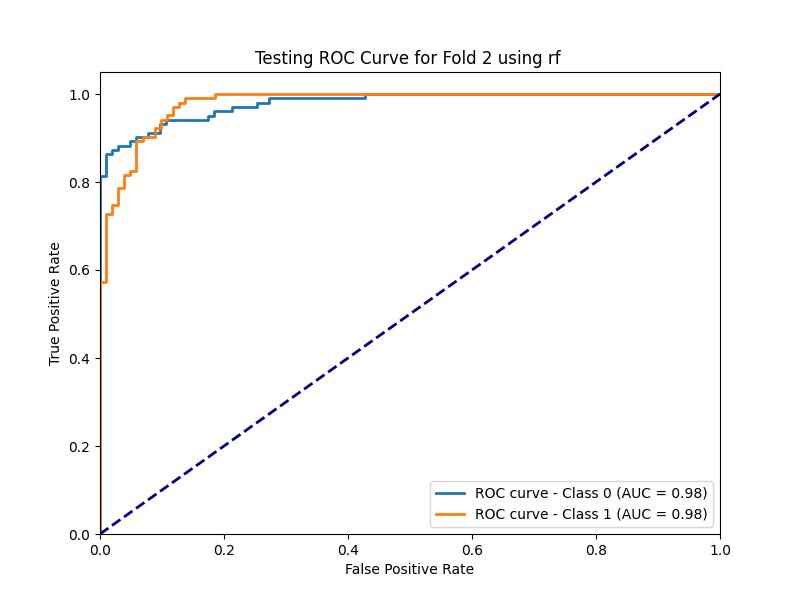 Testing ROC Curve for Fold 2 using rf
True Positive Rate
1.0
0.8
0.6
0.4
0.2
0.0
ROC curve - Class 0 (AUC = 0.98)
ROC curve - Class 1 (AUC = 0.98)
0.0 0.2 0.4 0.6 0.8 1.0
False Positive Rate